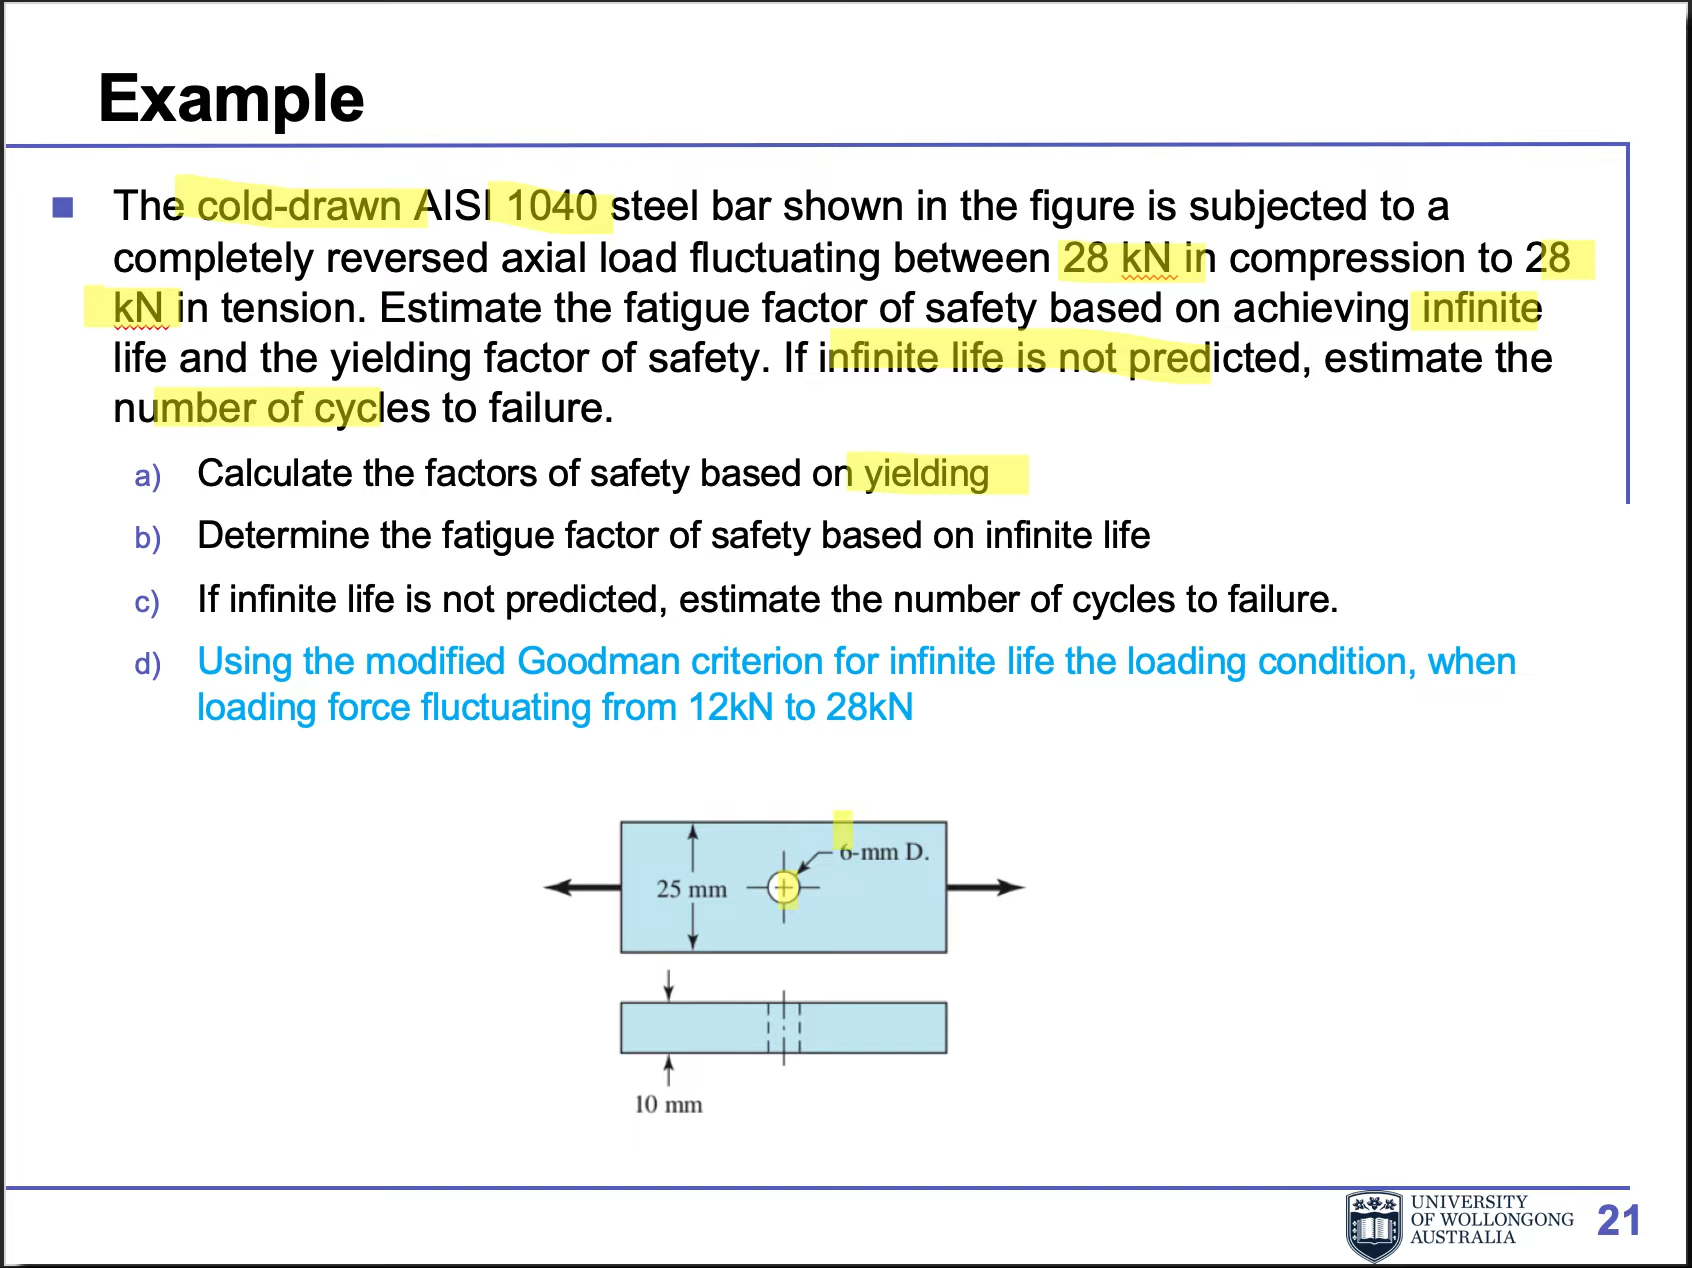 Example
The cold-drawn AISI 1040 steel bar shown in the figure is subjected to a
completely reversed axial load fluctuating between 28 kN in compression to 28
kN in tension. Estimate the fatigue factor of safety based on achieving infinite
life and the yielding factor of safety. If infinite life is not predicted, estimate the
number of cycles to failure.
a) Calculate the factors of safety based on yielding
b) Determine the fatigue factor of safety based on infinite life
c) If infinite life is not predicted, estimate the number of cycles to failure.
d) Using the modified Goodman criterion for infinite life the loading condition, when
loading force fluctuating from 12kN to 28kN
6-mm D.
25 mm
10 mm
UNIVERSITY
OF WOLLONGONG
AUSTRALIA
21